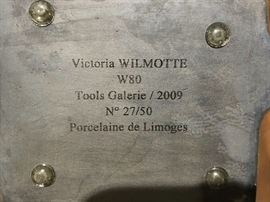 Victoria WILMOTTE
W80
Tools Galerie / 2009
N° 27/50
Porcelaine de Limoges